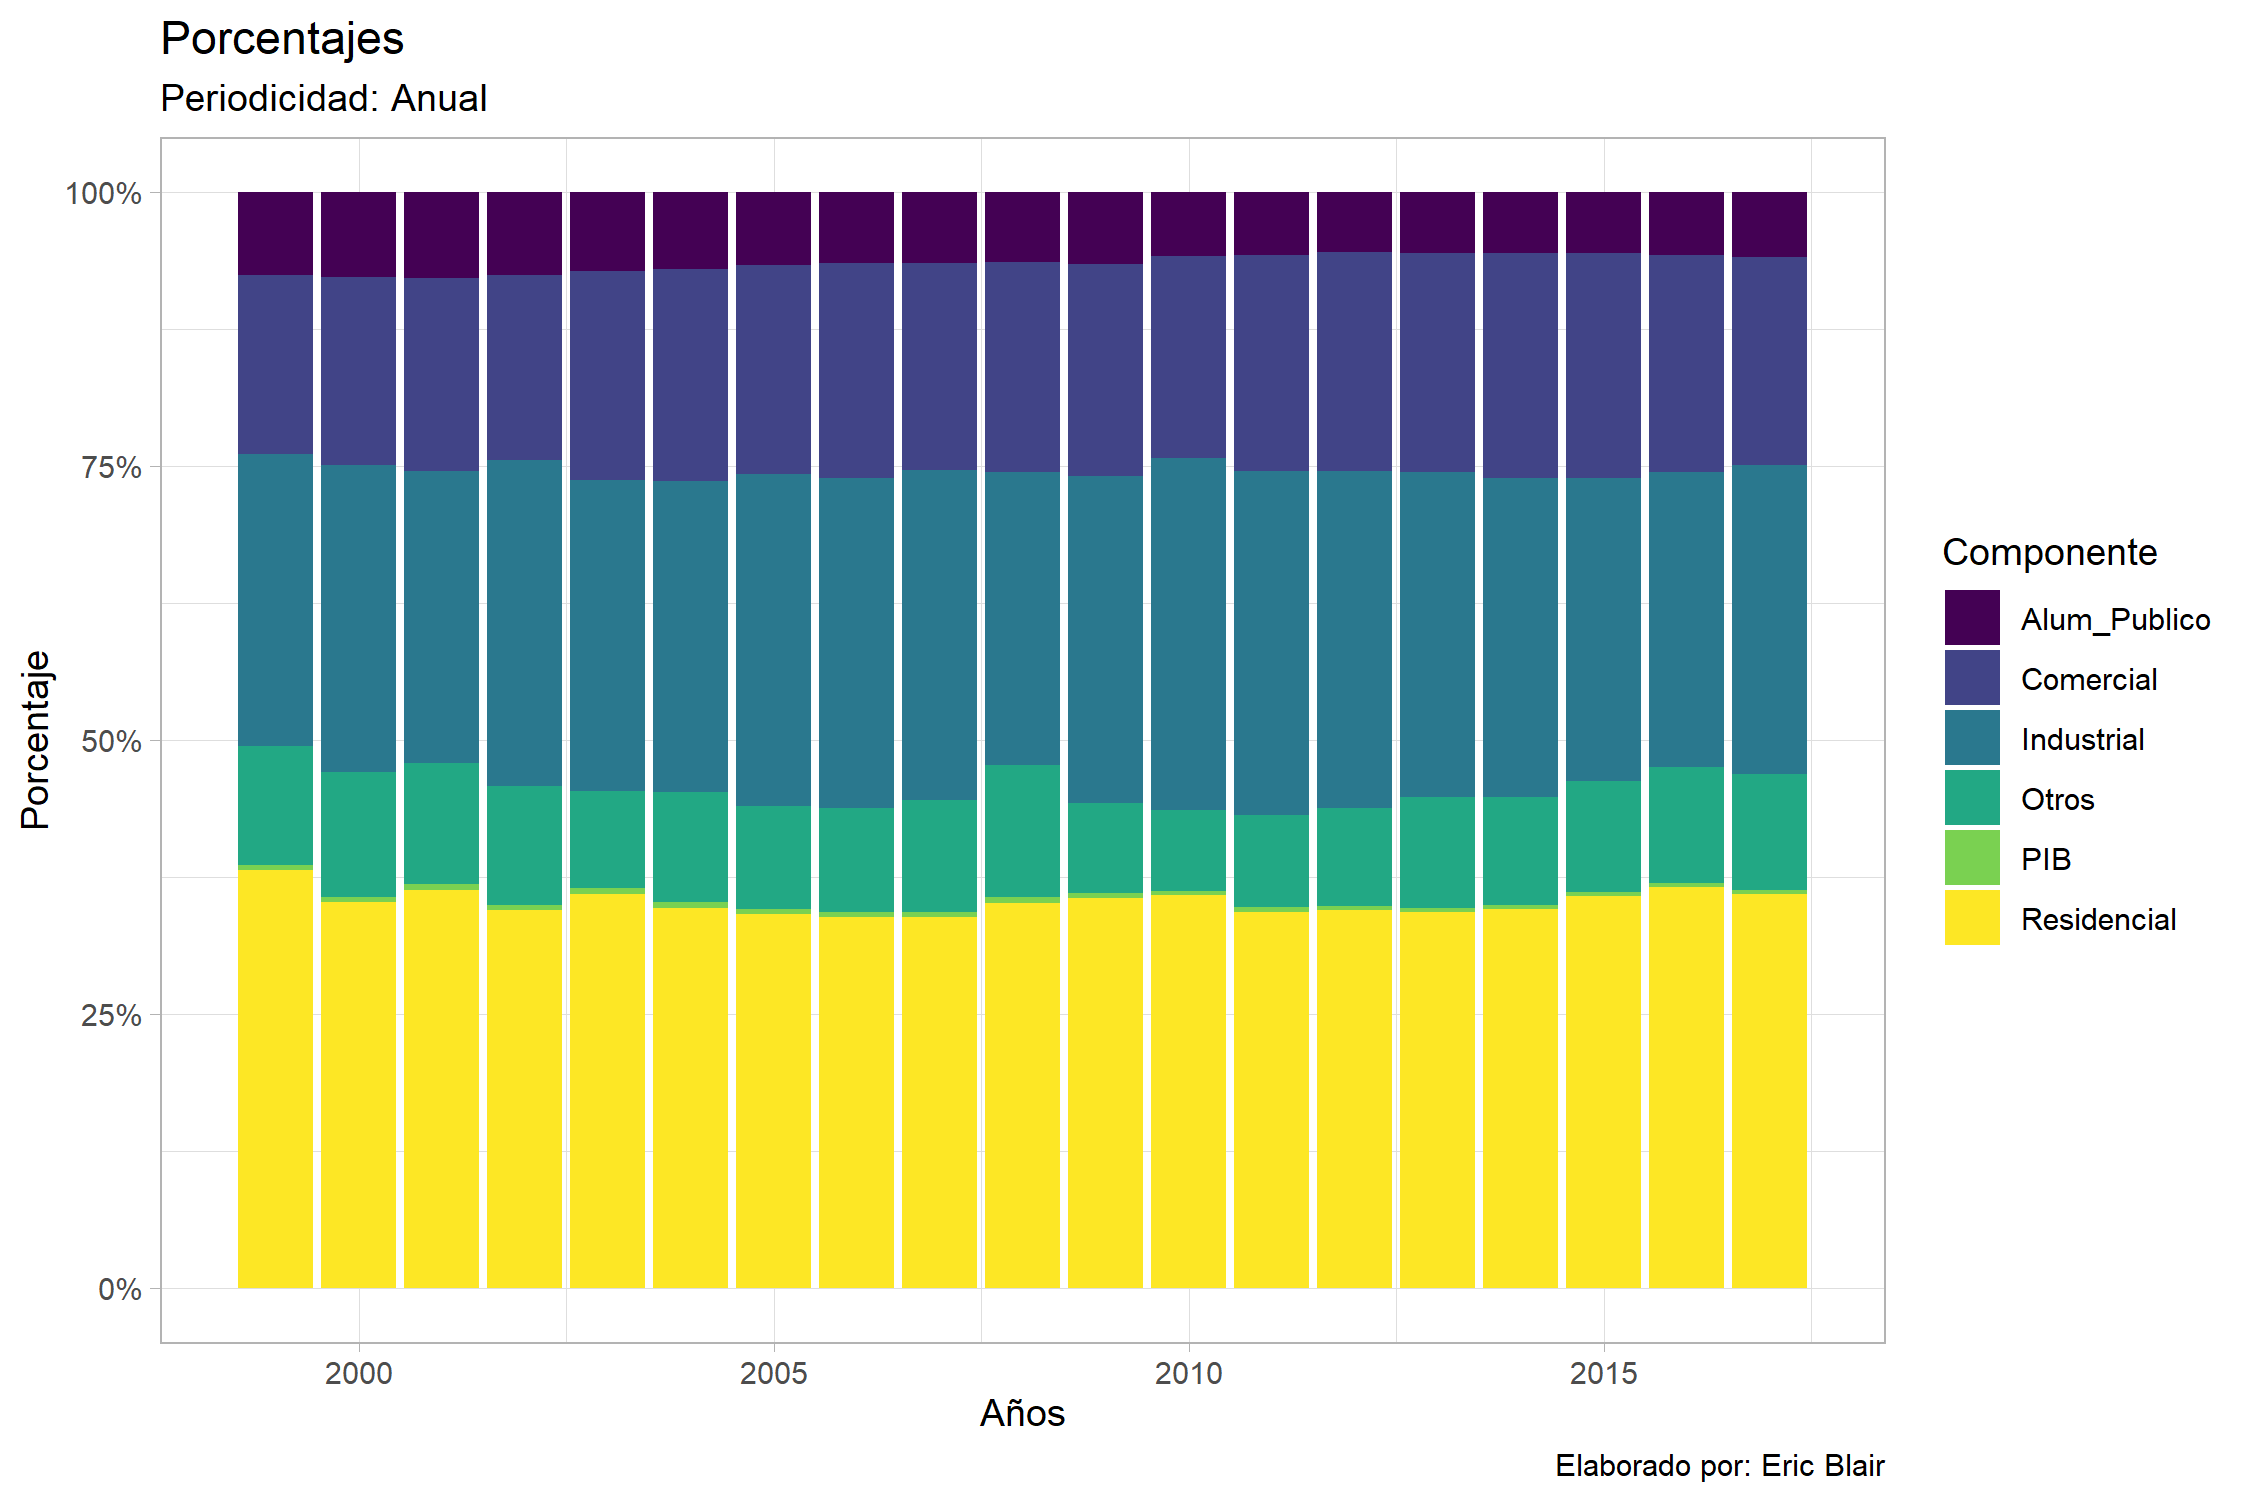 Porcentajes
Periodicidad: Anual
100%
75%
50%
25%
0%
Porcentaje
2000
2005
2010
2015
Años
Componente
Alum_Publico
Comercial
Industrial
Otros
PIB
Residencial
Elaborado por: Eric Blair